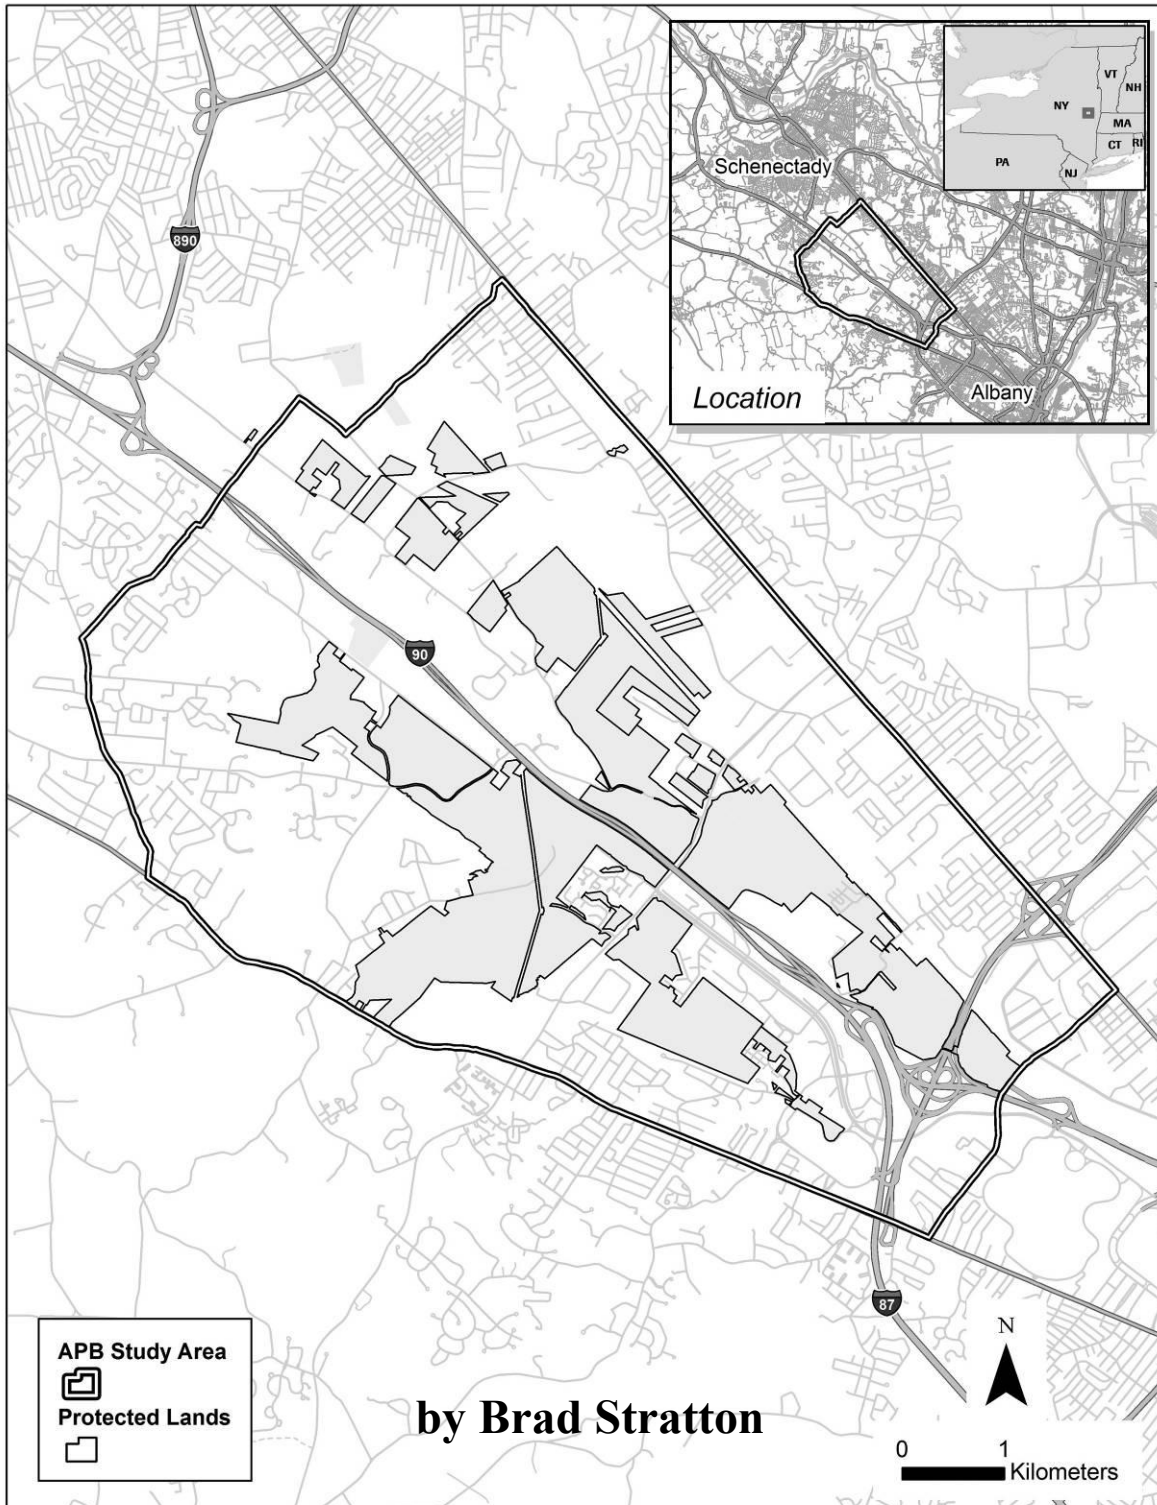 890
90
87
Schenectady
Albany
Location
VT
NH
NY
MA
CT
RI
PA
NJ
APB Study Area
Protected Lands
by Brad Stratton
N
0 1
Kilometers